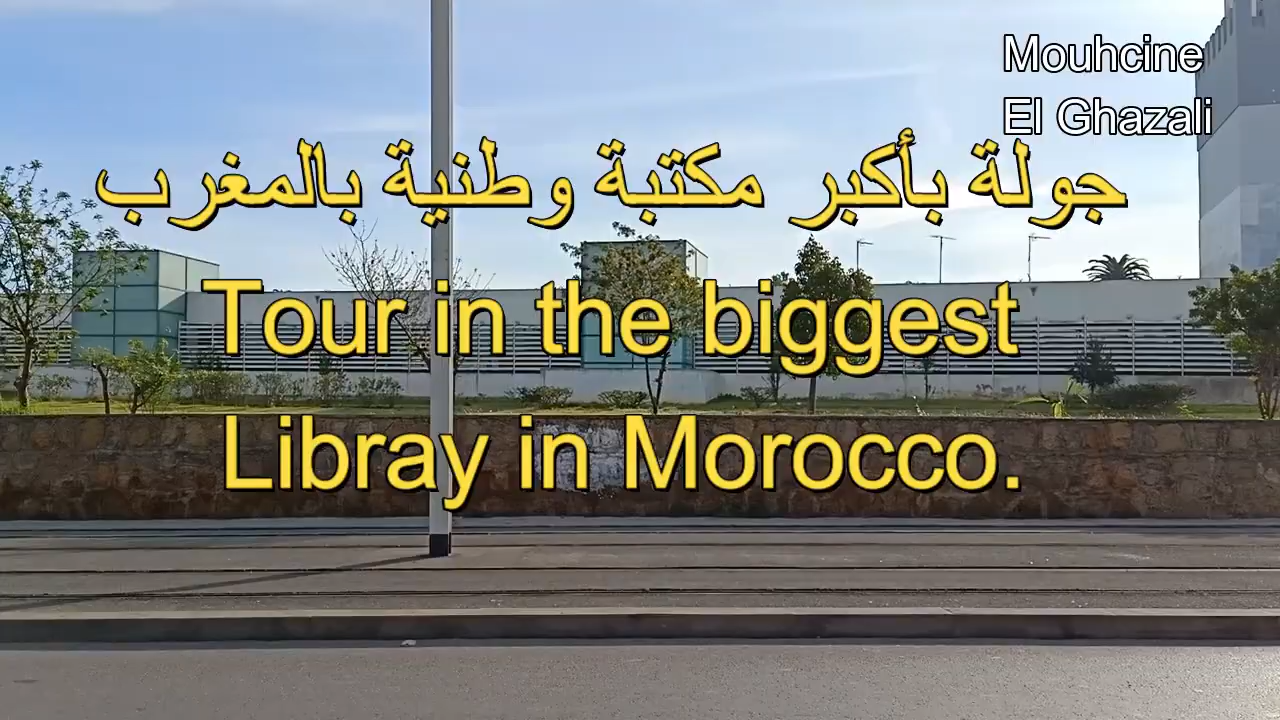 Mouhcine
El Ghazali
جولة بأكبر مكتبة وطنية بالمغرب
Tour in the biggest
Libray in Morocco.